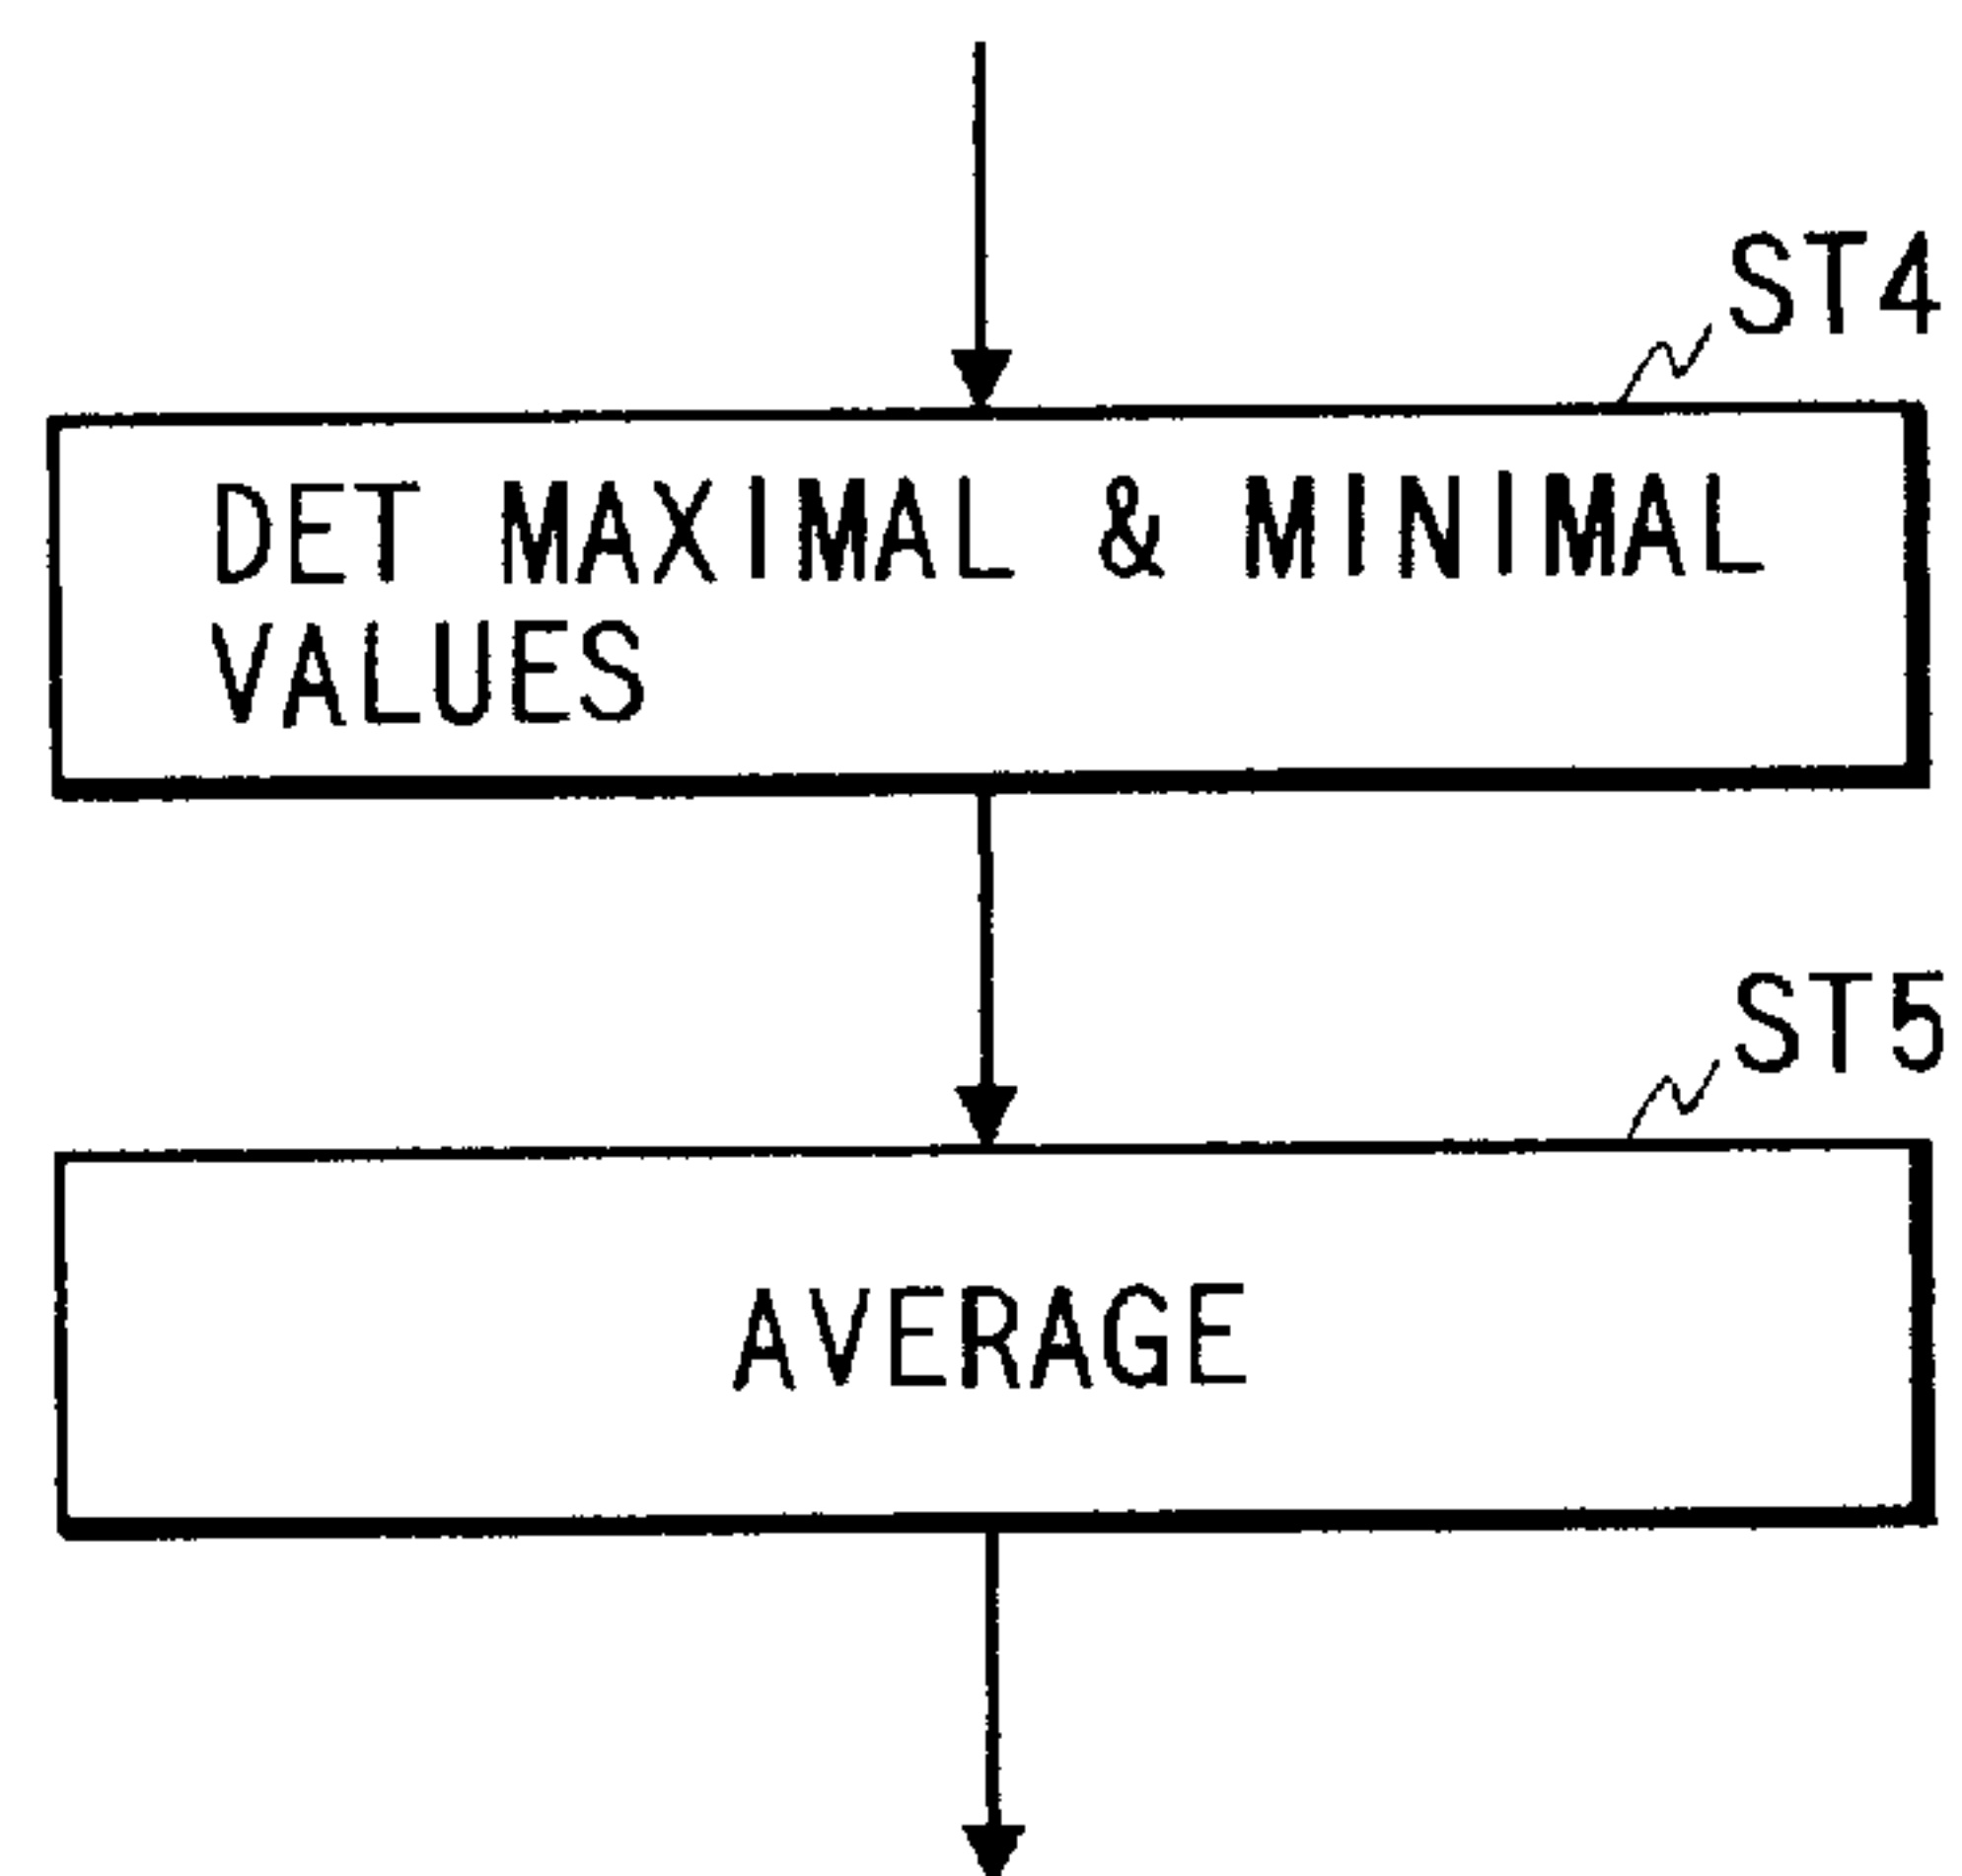 ST4
DET MAXIMAL & MINIMAL
VALUES
ST5
AVERAGE